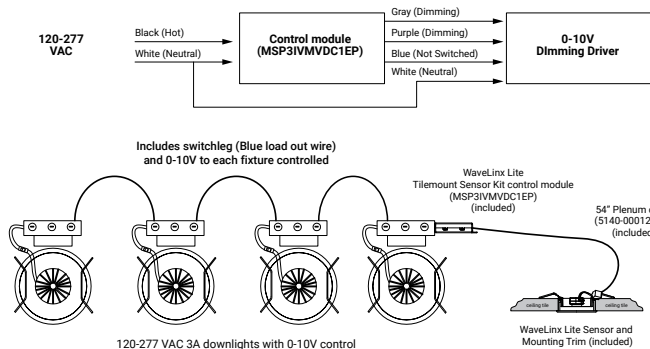 120-277
VAC
Black (Hot)
White (Neutral)
Control module
(MSP3IVMVDC1EP)
Gray (Dimming)
Purple (Dimming)
Blue (Not Switched)
White (Neutral)
0-10V
DImming Driver
Includes switchleg (Blue load out wire)
and 0-10V to each fixture controlled
WaveLinx Lite
Tilemount Sensor Kit control module
(MSP3IVMVDC1EP)
(included)
54" Plenum
(5140-00012
(included
ceiling tile
ceiling tile
WaveLinx Lite Sensor and
Mounting Trim (included)
120-277 VAC 3A downlights with 0-10V control